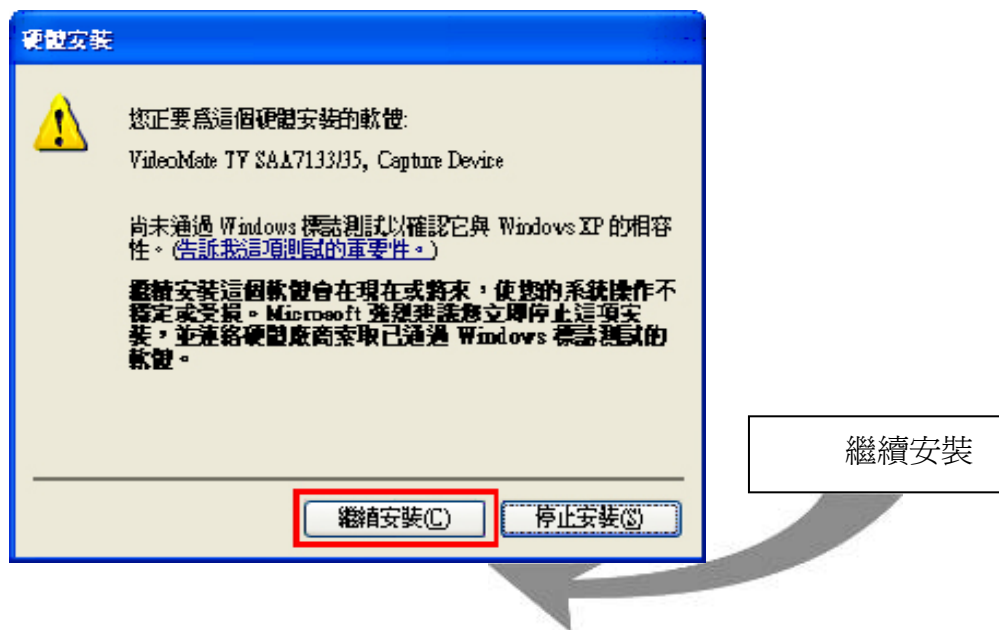 硬體安裝
您正要為這個硬體安裝的軟體:
VideoMate TV SAA7133/35, Capture Device
尚未通過 Windows 標誌測試以確認它與 Windows XP 的相容
性。(告訴我這項測試的重要性。)
繼續安裝這個軟體會在現在或將來，使您的系統操作不
穩定或受損。Microsoft 強烈建議您立即停止這項安
裝，並連絡硬體廠商索取已通過 Windows 標誌測試的
軟體。
繼續安裝(C)
停止安裝(S)
繼續安裝